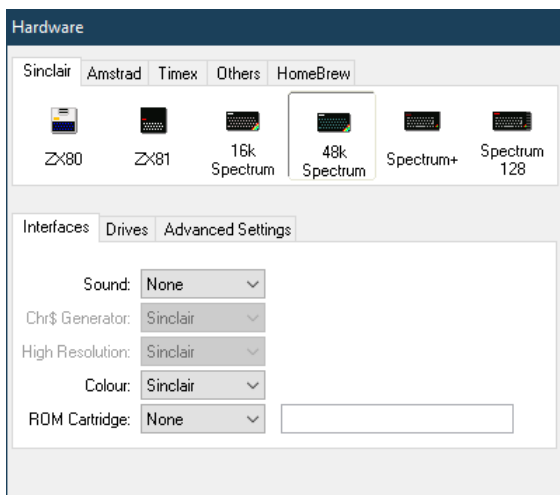 Hardware
Sinclair Amstrad Timex Others HomeBrew
ZX80 ZX81 16k Spectrum 48k Spectrum Spectrum+ Spectrum 128
Interfaces Drives Advanced Settings
Sound: None
Chr$ Generator: Sinclair
High Resolution: Sinclair
Colour: Sinclair
ROM Cartridge: None